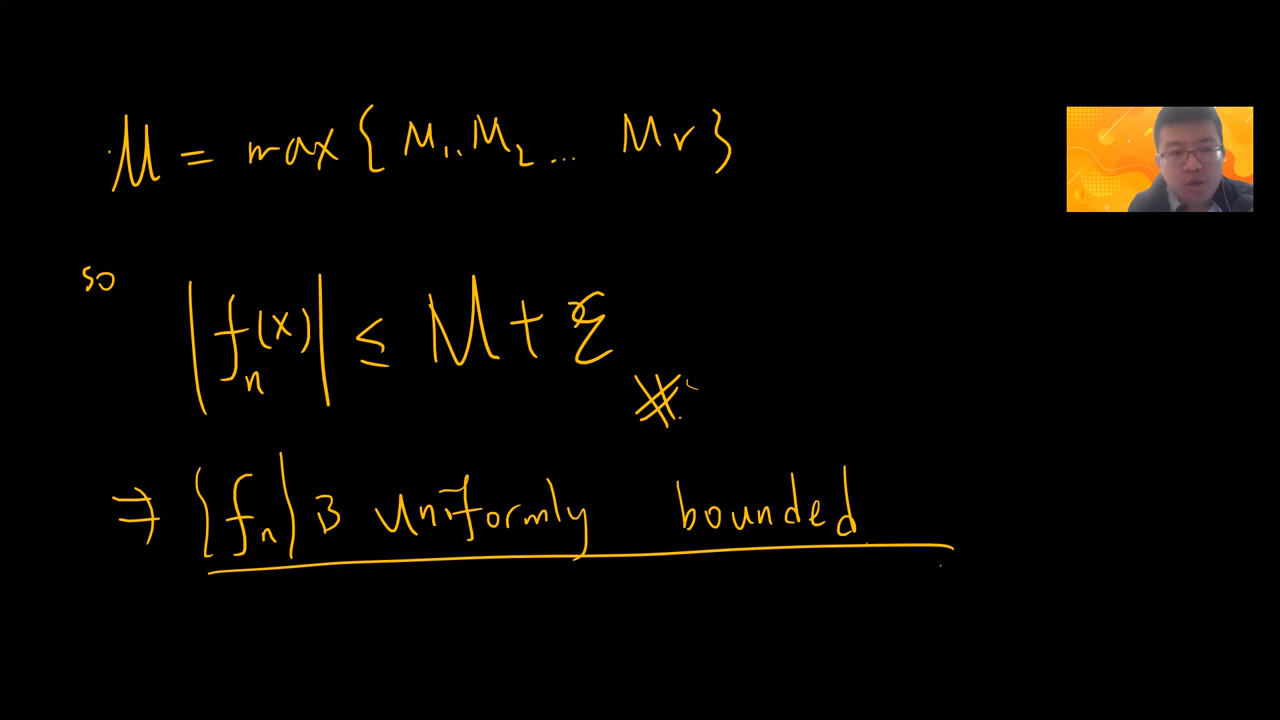 M = max { M₁, M₂ ... Mr }
so
|fₙ(x)| ≤ M + ε
#
⇒ {fₙ} is uniformly bounded